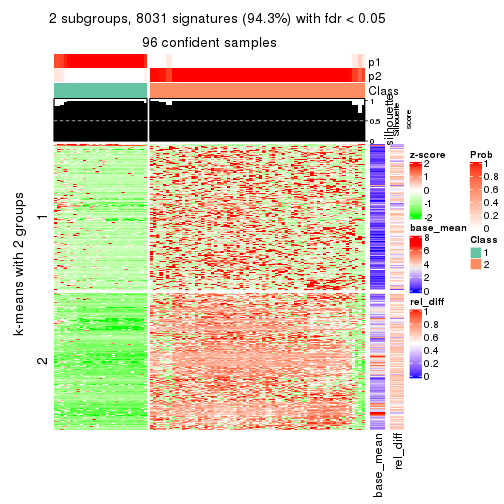 2 subgroups, 8031 signatures (94.3%) with fdr < 0.05
96 confident samples
p1
p2
Class
silhouette
Silhouette
score
1
0.5
0
k-means with 2 groups
1
2
base_mean
rel_diff
z-score
2
1
0
-1
-2
base_mean
8
6
4
2
0
rel_diff
1
0.8
0.6
0.4
0.2
0
Prob
1
0.8
0.6
0.4
0.2
0
Class
1
2